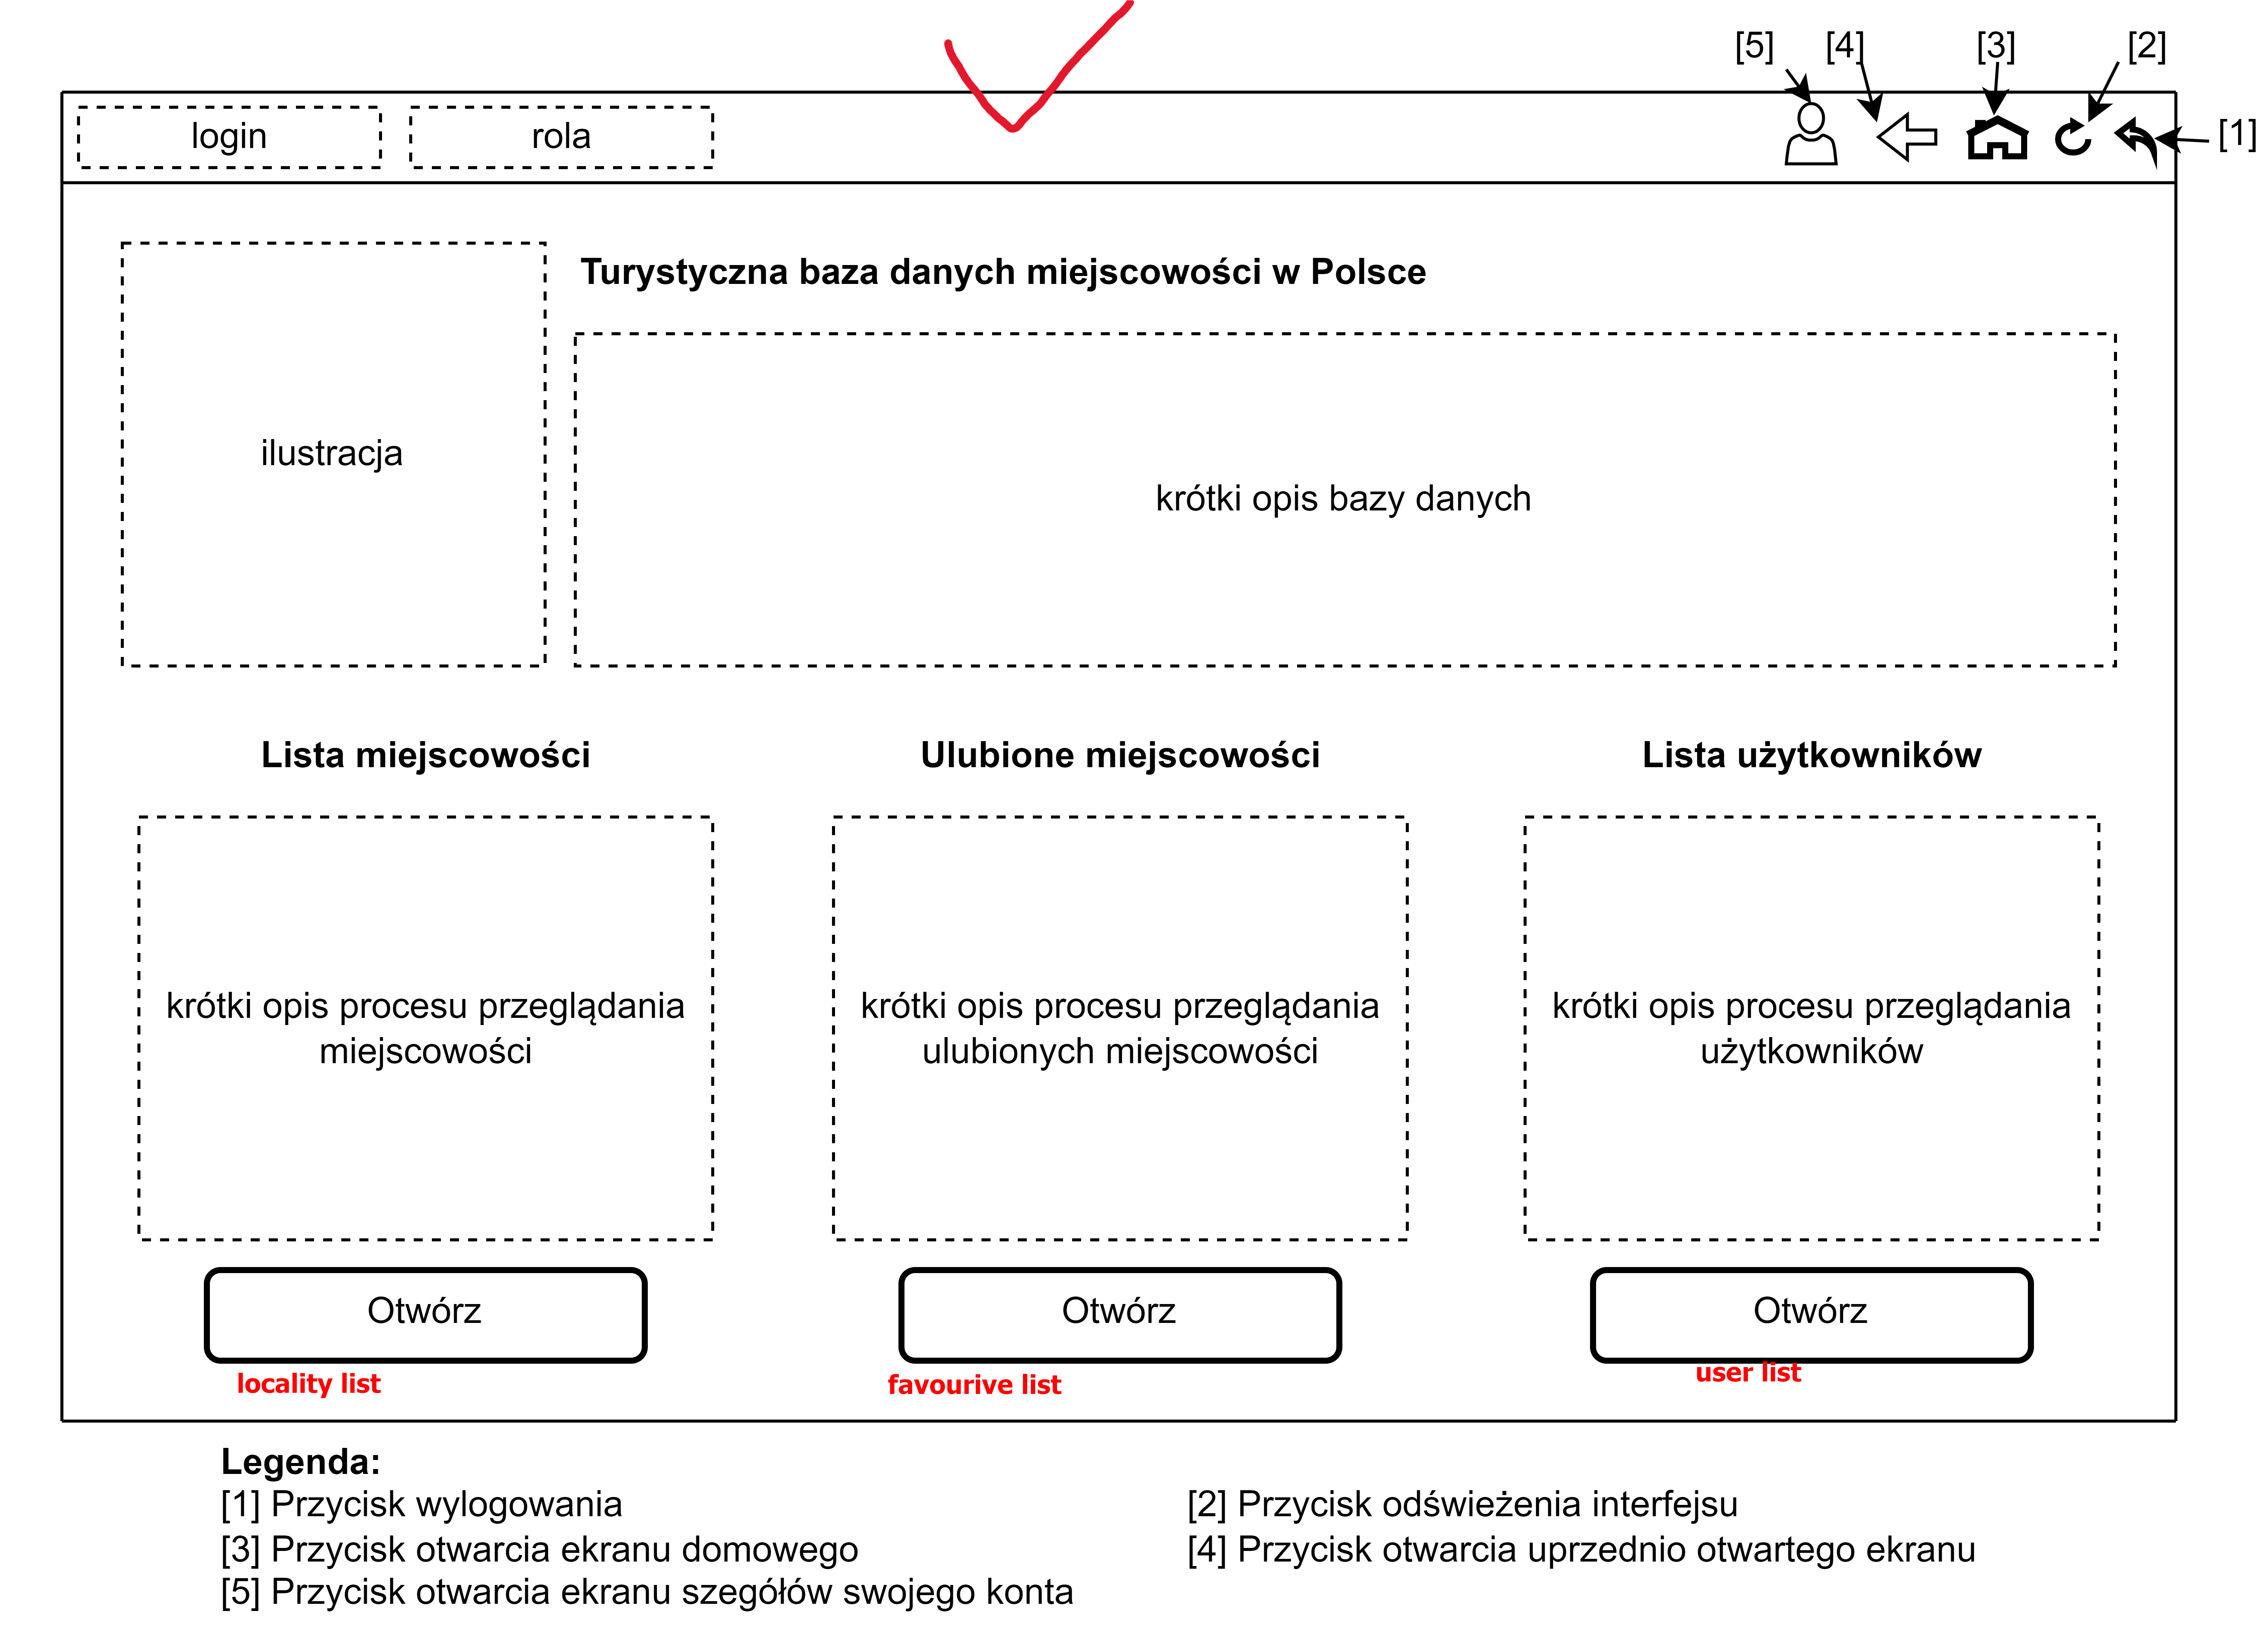 [5] [4] [3] [2]
login rola [1]
Turystyczna baza danych miejscowości w Polsce
ilustracja
krótki opis bazy danych
Lista miejscowości Ulubione miejscowości Lista użytkowników
krótki opis procesu przeglądania
miejscowości
krótki opis procesu przeglądania
ulubionych miejscowości
krótki opis procesu przeglądania
użytkowników
Otwórz Otwórz Otwórz
locality list favourive list user list
Legenda:
[1] Przycisk wylogowania [2] Przycisk odświeżenia interfejsu
[3] Przycisk otwarcia ekranu domowego [4] Przycisk otwarcia uprzednio otwartego ekranu
[5] Przycisk otwarcia ekranu szegółów swojego konta